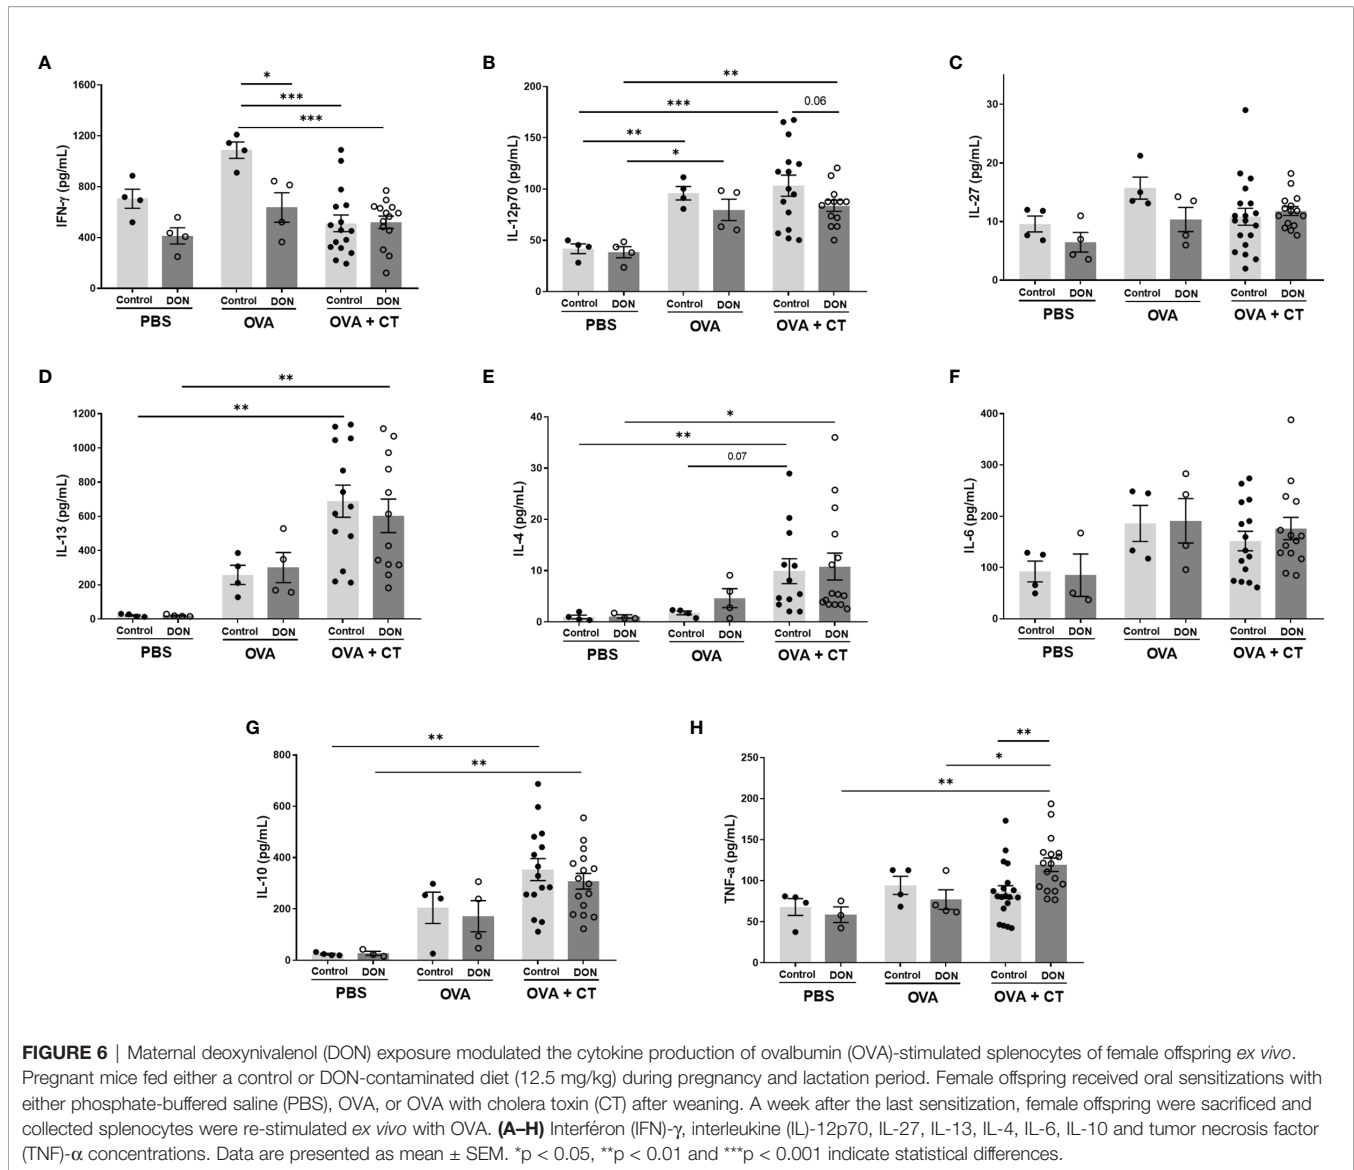 A
IFN-γ (pg/mL)
1600
1200
800
400
0
*
***
***
Control DON Control DON Control DON
PBS OVA OVA + CT
B
IL-12p70 (pg/mL)
200
150
100
50
0
**
***
0.06
**
*
Control DON Control DON Control DON
PBS OVA OVA + CT
C
IL-27 (pg/mL)
30
20
10
0
Control DON Control DON Control DON
PBS OVA OVA + CT
D
IL-13 (pg/mL)
1200
1000
800
600
400
200
0
**
**
Control DON Control DON Control DON
PBS OVA OVA + CT
E
IL-4 (pg/mL)
40
30
20
10
0
*
**
0.07
Control DON Control DON Control DON
PBS OVA OVA + CT
F
IL-6 (pg/mL)
400
300
200
100
0
Control DON Control DON Control DON
PBS OVA OVA + CT
G
IL-10 (pg/mL)
800
600
400
200
0
**
**
Control DON Control DON Control DON
PBS OVA OVA + CT
H
TNF-a (pg/mL)
250
200
150
100
50
0
**
*
**
Control DON Control DON Control DON
PBS OVA OVA + CT
FIGURE 6 | Maternal deoxynivalenol (DON) exposure modulated the cytokine production of ovalbumin (OVA)-stimulated splenocytes of female offspring ex vivo.
Pregnant mice fed either a control or DON-contaminated diet (12.5 mg/kg) during pregnancy and lactation period. Female offspring received oral sensitizations with
either phosphate-buffered saline (PBS), OVA, or OVA with cholera toxin (CT) after weaning. A week after the last sensitization, female offspring were sacrificed and
collected splenocytes were re-stimulated ex vivo with OVA. (A–H) Interféron (IFN)-γ, interleukine (IL)-12p70, IL-27, IL-13, IL-4, IL-6, IL-10 and tumor necrosis factor
(TNF)-α concentrations. Data are presented as mean ± SEM. *p < 0.05, **p < 0.01 and ***p < 0.001 indicate statistical differences.